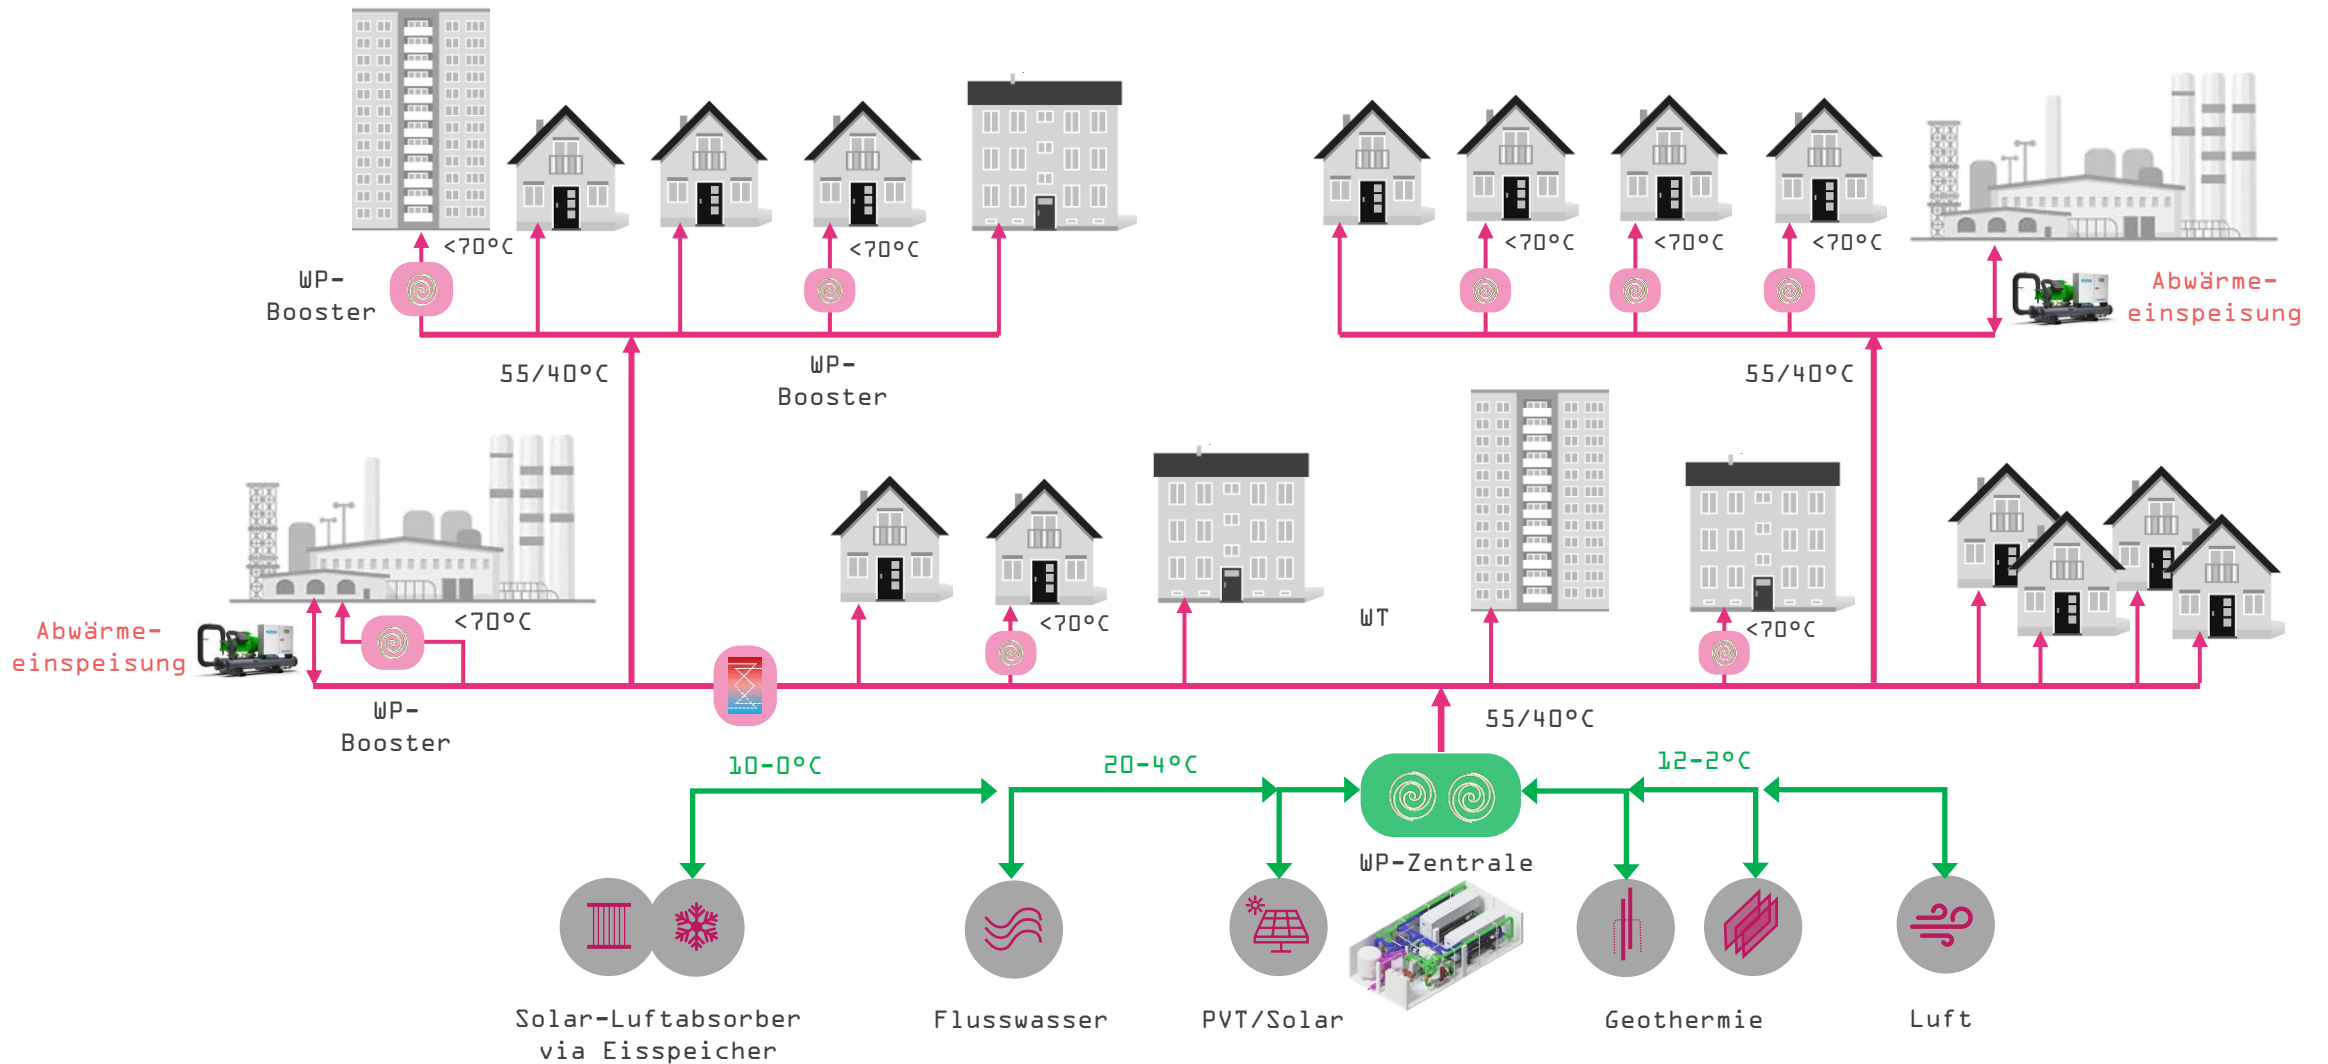 <70°C
<70°C
<70°C
<70°C
<70°C
WP-
Booster
Abwärme-
einspeisung
55/40°C
WP-
Booster
55/40°C
<70°C
<70°C
WT
<70°C
Abwärme-
einspeisung
WP-
Booster
55/40°C
10-0°C
20-4°C
12-2°C
WP-Zentrale
Solar-Luftabsorber
via Eisspeicher
Flusswasser
PVT/Solar
Geothermie
Luft